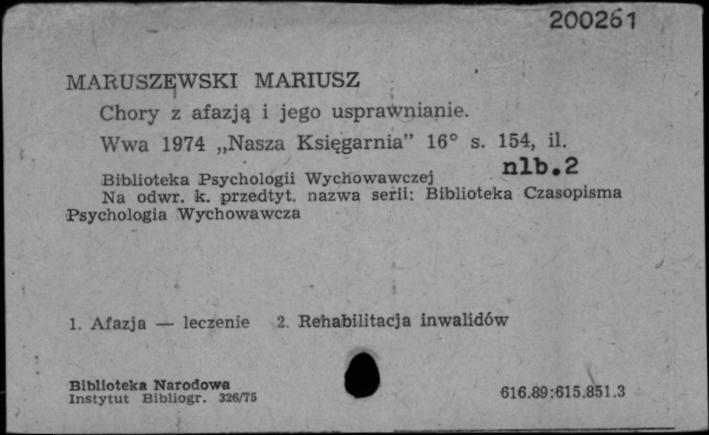 200261
MARUSZEWSKI MARIUSZ
Chory z afazją i jego usprawnianie.
Wwa 1974 „Nasza Księgarnia” 16° s. 154, il.
nlb.2
Biblioteka Psychologii Wychowawczej
Na odwr. k. przedtyt. nazwa serii: Biblioteka Czasopisma
Psychologia Wychowawcza
1. Afazja — leczenie 2. Rehabilitacja inwalidów
Biblioteka Narodowa
Instytut Bibliogr. 326/75
616.89:615.851.3